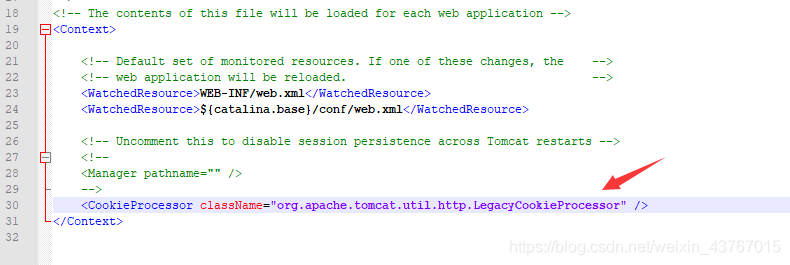 18 <!-- The contents of this file will be loaded for each web application -->
19 <Context>
20
21 <!-- Default set of monitored resources. If one of these changes, the -->
22 <!-- web application will be reloaded. -->
23 <WatchedResource>WEB-INF/web.xml</WatchedResource>
24 <WatchedResource>${catalina.base}/conf/web.xml</WatchedResource>
25
26 <!-- Uncomment this to disable session persistence across Tomcat restarts -->
27 <!--
28 <Manager pathname="" />
29 -->
30 <CookieProcessor className="org.apache.tomcat.util.http.LegacyCookieProcessor" />
31 </Context>
32
https://blog.csdn.net/weixin_43767015